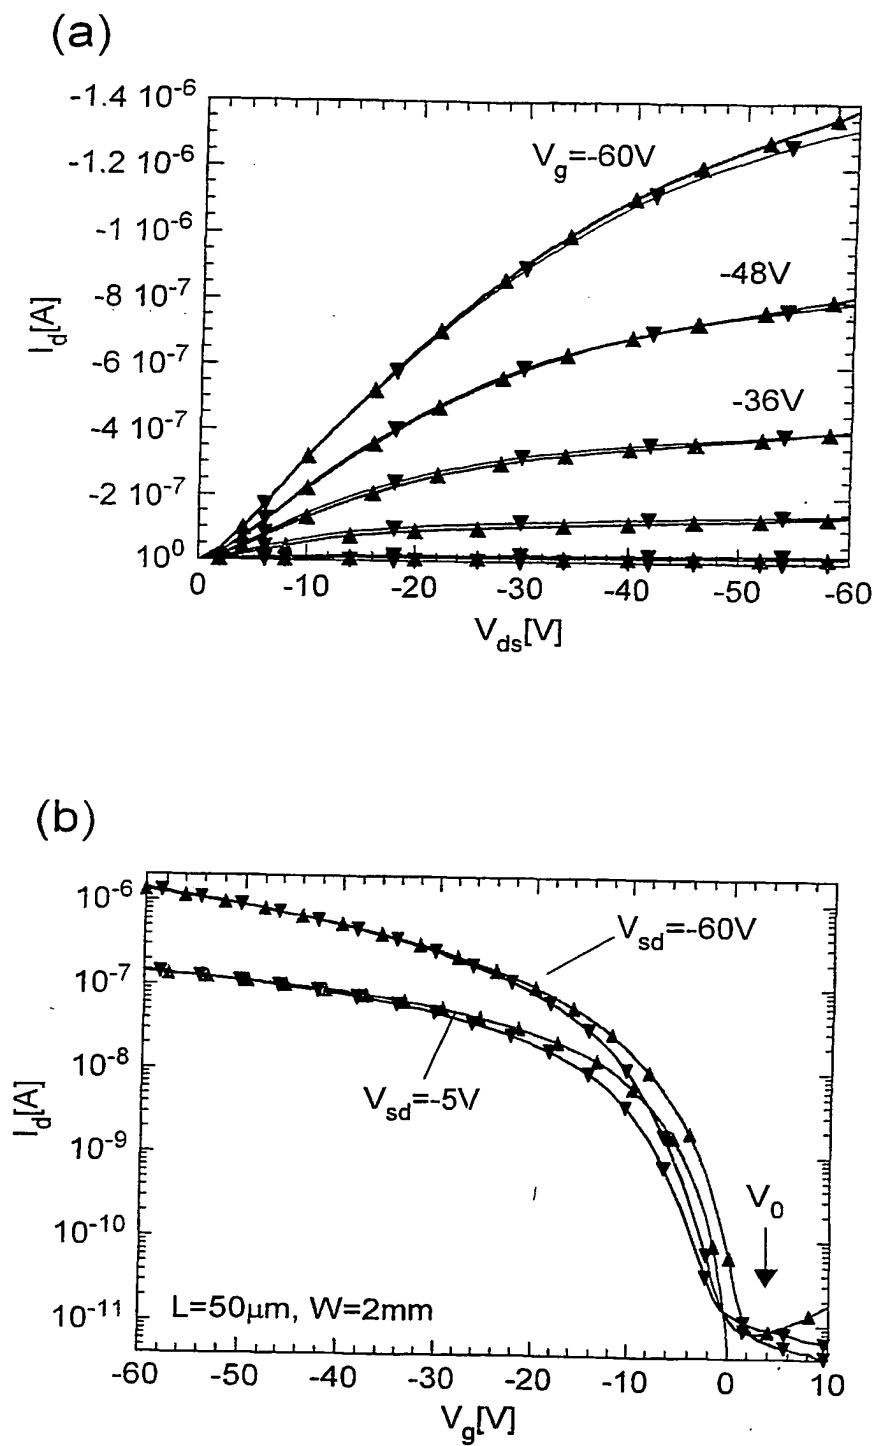 (a)
-1.4 10⁻⁶
-1.2 10⁻⁶
-1 10⁻⁶
-8 10⁻⁷
-6 10⁻⁷
-4 10⁻⁷
-2 10⁻⁷
10⁰
I_d[A]
V_g=-60V
-48V
-36V
0 -10 -20 -30 -40 -50 -60
V_ds[V]
(b)
10⁻⁶
10⁻⁷
10⁻⁸
10⁻⁹
10⁻¹⁰
10⁻¹¹
I_d[A]
V_sd=-60V
V_sd=-5V
V_0
L=50μm, W=2mm
-60 -50 -40 -30 -20 -10 0 10
V_g[V]